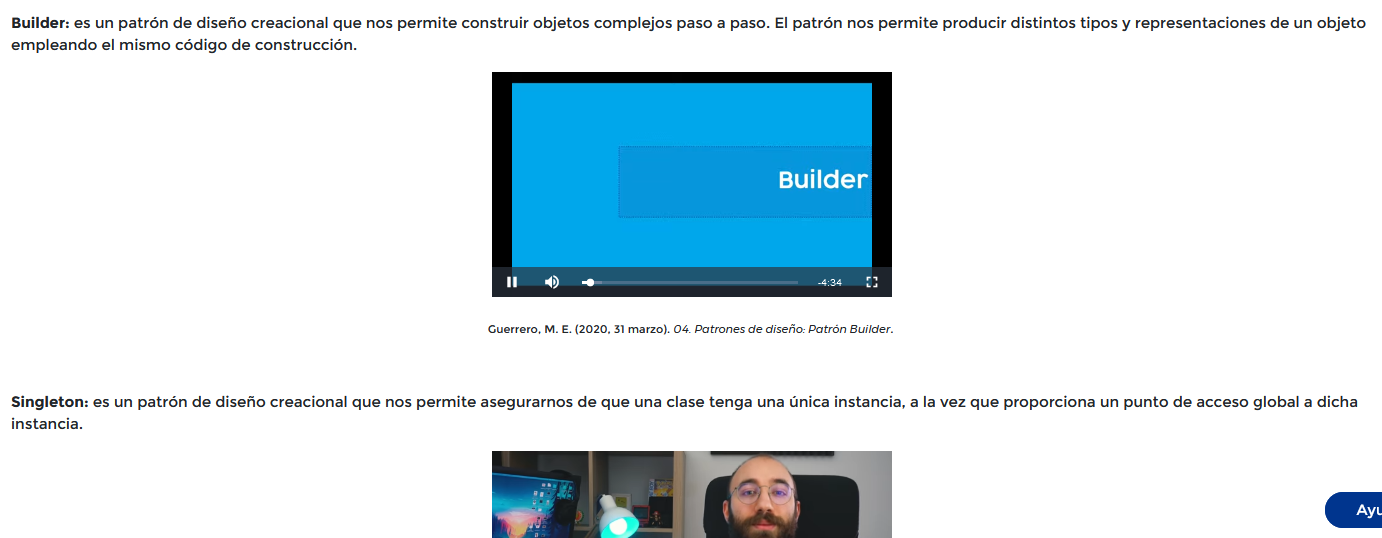 Builder: es un patrón de diseño creacional que nos permite construir objetos complejos paso a paso. El patrón nos permite producir distintos tipos y representaciones de un objeto
empleando el mismo código de construcción.
Builder
-4:34
Guerrero, M. E. (2020, 31 marzo). 04. Patrones de diseño: Patrón Builder.
Singleton: es un patrón de diseño creacional que nos permite asegurarnos de que una clase tenga una única instancia, a la vez que proporciona un punto de acceso global a dicha
instancia.
Ayu